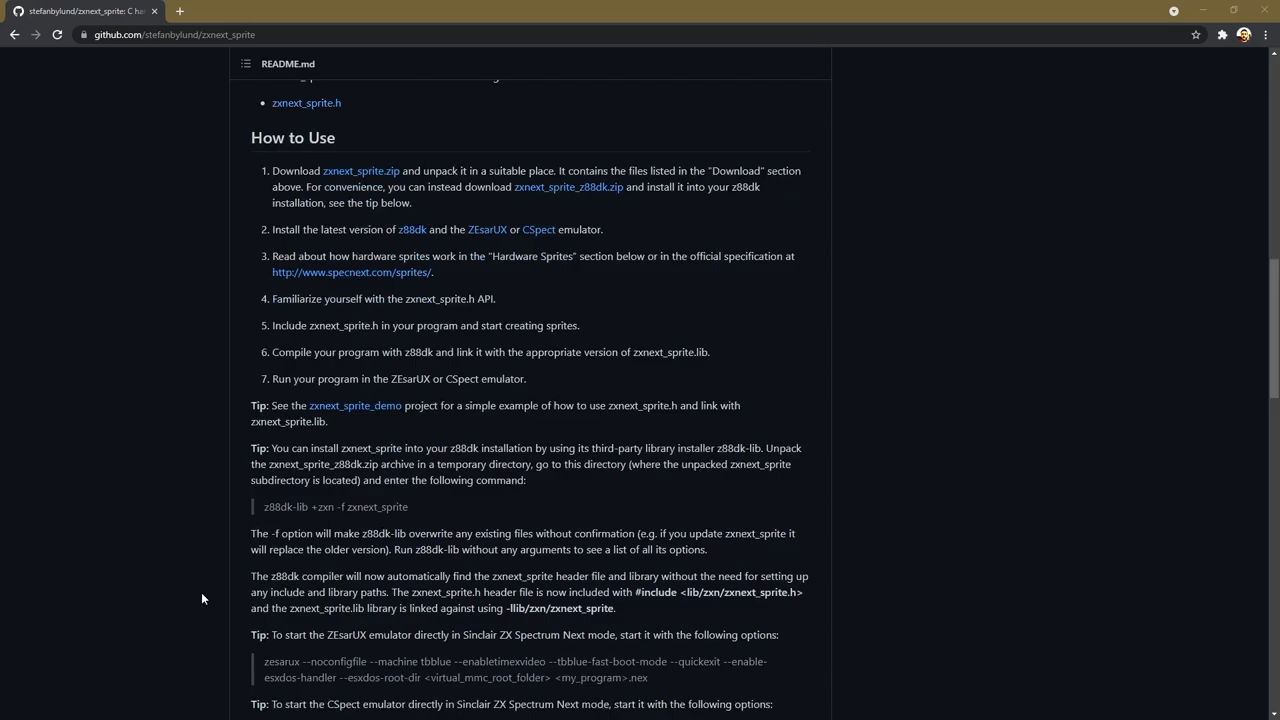 stefanbylund/zxnext_sprite: C ha
github.com/stefanbylund/zxnext_sprite
README.md
• zxnext_sprite.h
How to Use
1. Download zxnext_sprite.zip and unpack it in a suitable place. It contains the files listed in the "Download" section
above. For convenience, you can instead download zxnext_sprite_z88dk.zip and install it into your z88dk
installation, see the tip below.
2. Install the latest version of z88dk and the ZEsarUX or CSpect emulator.
3. Read about how hardware sprites work in the "Hardware Sprites" section below or in the official specification at
http://www.specnext.com/sprites/.
4. Familiarize yourself with the zxnext_sprite.h API.
5. Include zxnext_sprite.h in your program and start creating sprites.
6. Compile your program with z88dk and link it with the appropriate version of zxnext_sprite.lib.
7. Run your program in the ZEsarUX or CSpect emulator.
Tip: See the zxnext_sprite_demo project for a simple example of how to use zxnext_sprite.h and link with
zxnext_sprite.lib.
Tip: You can install zxnext_sprite into your z88dk installation by using its third-party library installer z88dk-lib. Unpack
the zxnext_sprite_z88dk.zip archive in a temporary directory, go to this directory (where the unpacked zxnext_sprite
subdirectory is located) and enter the following command:
z88dk-lib +zxn -f zxnext_sprite
The -f option will make z88dk-lib overwrite any existing files without confirmation (e.g. if you update zxnext_sprite it
will replace the older version). Run z88dk-lib without any arguments to see a list of all its options.
The z88dk compiler will now automatically find the zxnext_sprite header file and library without the need for setting up
any include and library paths. The zxnext_sprite.h header file is now included with #include <lib/zxn/zxnext_sprite.h>
and the zxnext_sprite.lib library is linked against using -llib/zxn/zxnext_sprite.
Tip: To start the ZEsarUX emulator directly in Sinclair ZX Spectrum Next mode, start it with the following options:
zesarux --noconfigfile --machine tbblue --enabletimexvideo --tbblue-fast-boot-mode --quickexit --enable-
esxdos-handler --esxdos-root-dir <virtual_mmc_root_folder> <my_program>.nex
Tip: To start the CSpect emulator directly in Sinclair ZX Spectrum Next mode, start it with the following options: